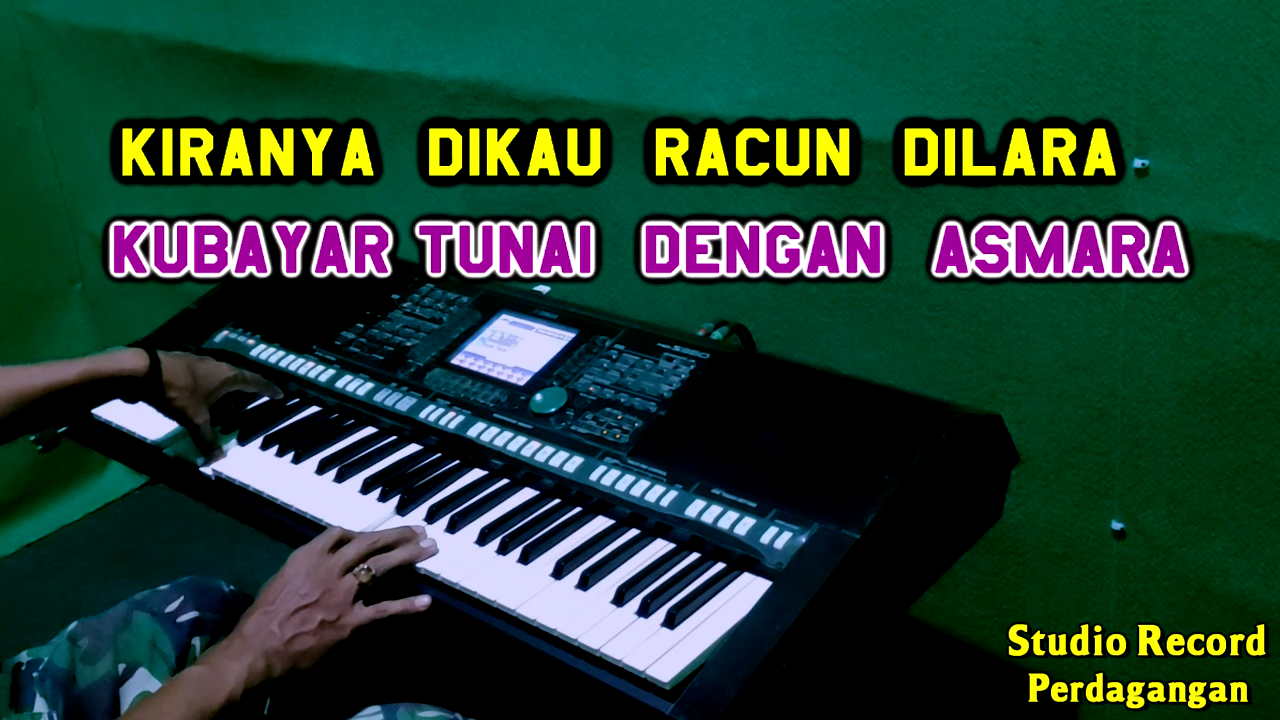 KIRANYA DIKAU RACUN DILARA
KUBAYAR TUNAI DENGAN ASMARA
Studio Record
Perdagangan